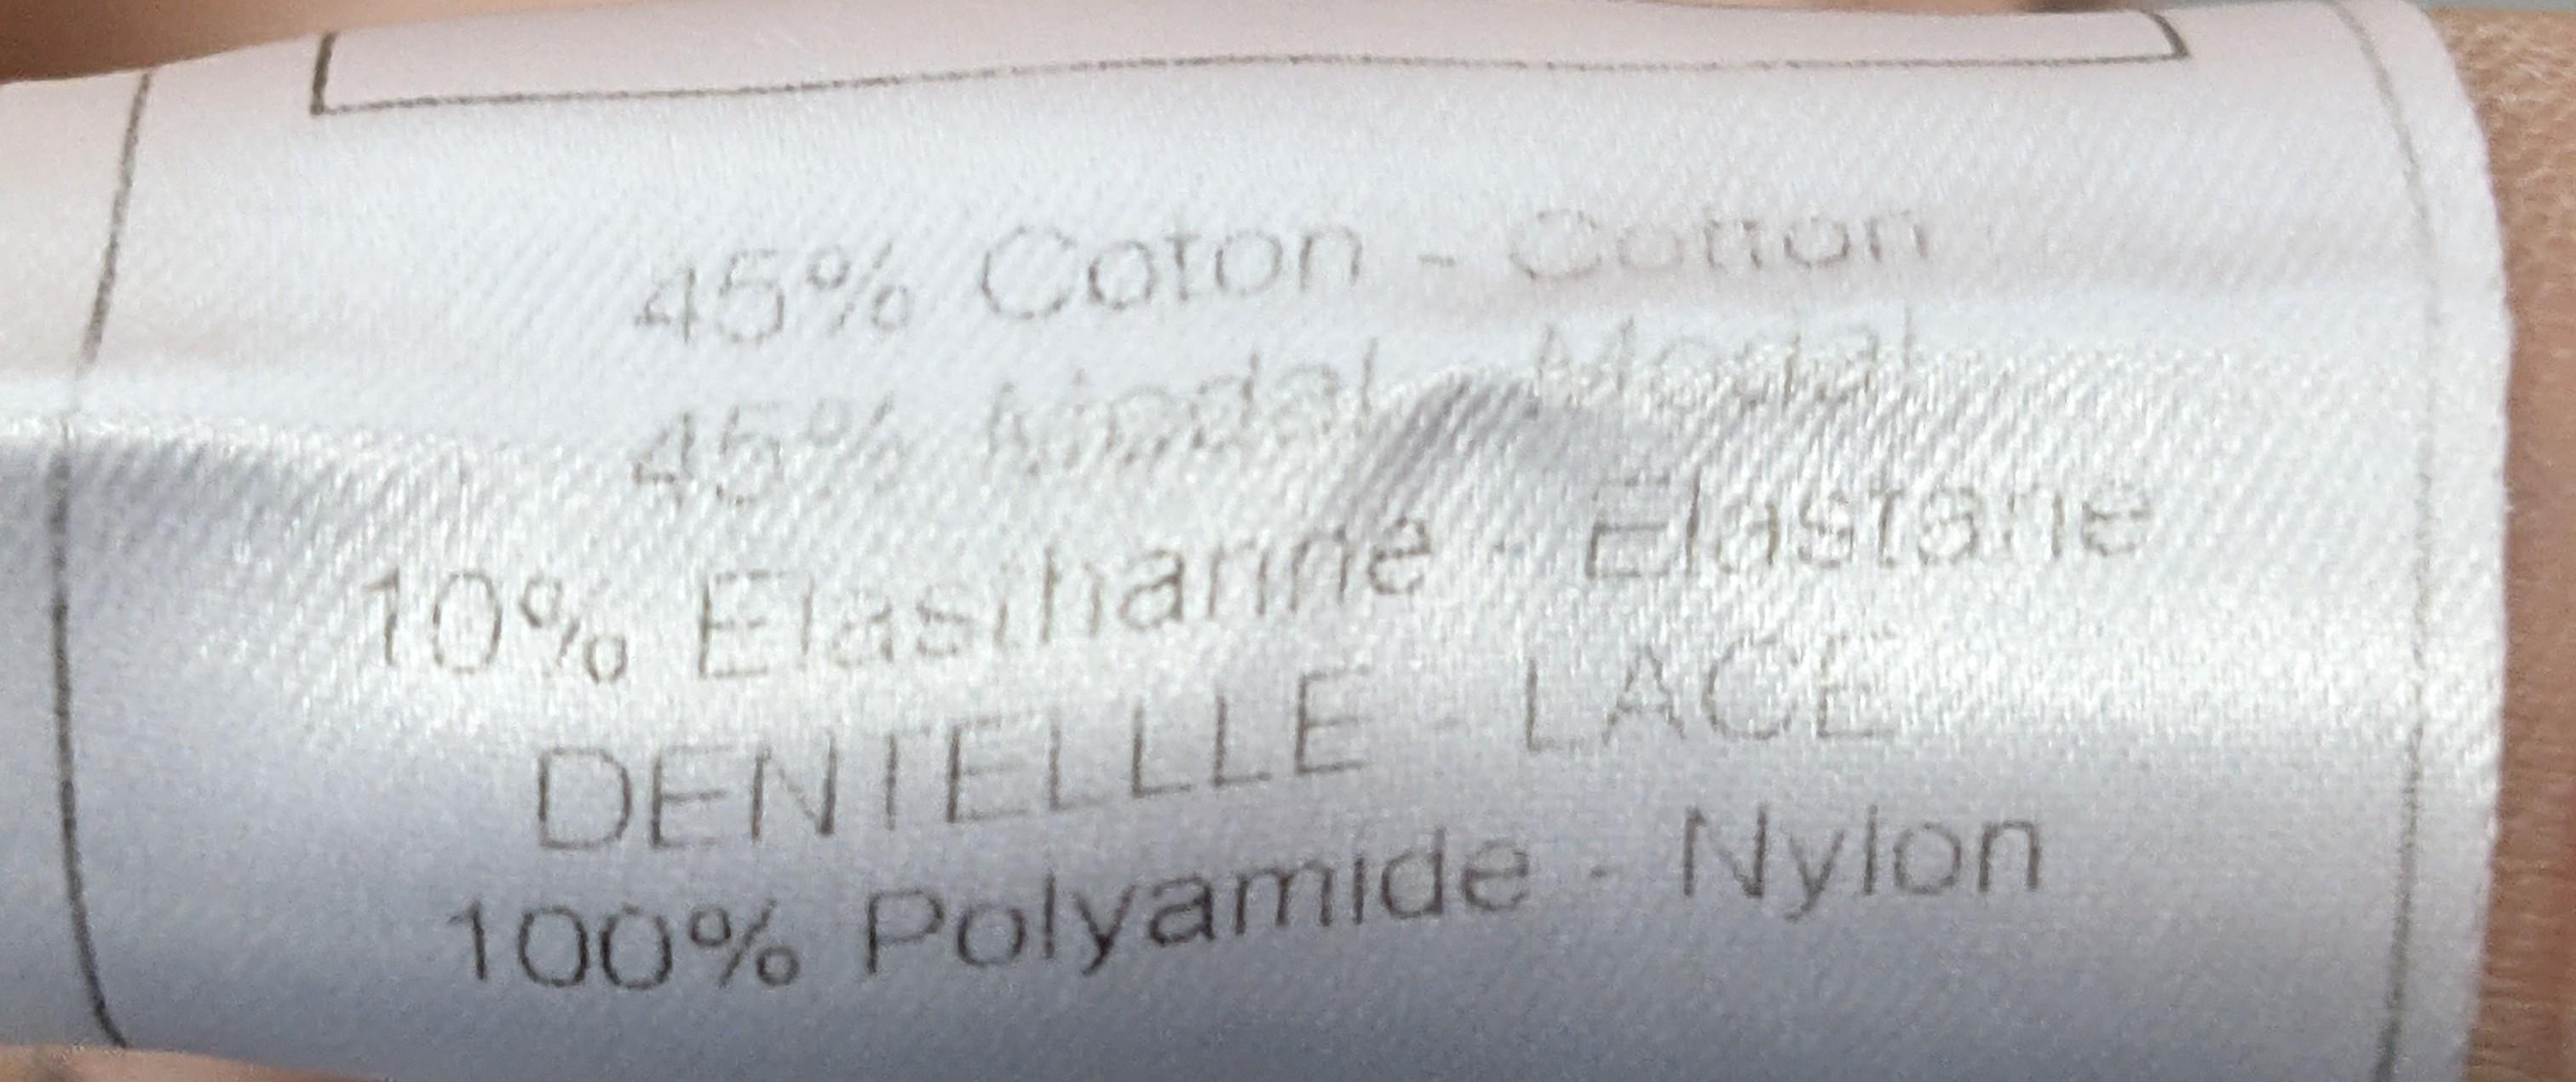 45% Coton - Cotton
45% Modal - Modal
10% Elasthanne - Elastane
DENTELLLE - LACE
100% Polyamide - Nylon